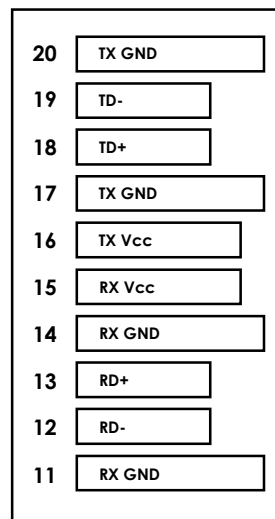 20 TX GND
19 TD-
18 TD+
17 TX GND
16 TX Vcc
15 RX Vcc
14 RX GND
13 RD+
12 RD-
11 RX GND